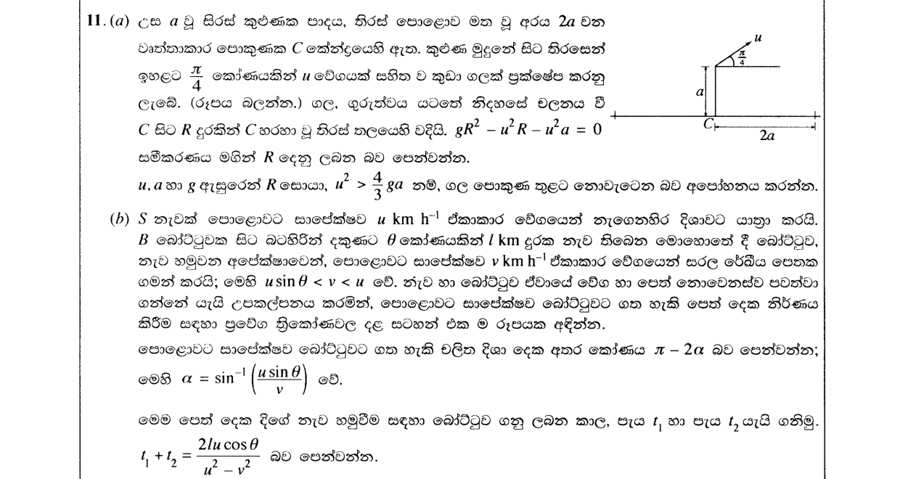 11. (a) උස a වූ සිරස් කුළුණක පාදය, තිරස් පොළොව මත වූ අරය 2a වන
වෘත්තාකාර පොකුණක C කේන්ද්‍රයෙහි ඇත. කුළුණ මුදුනේ සිට තිරසෙන්
ඉහළට π/4 කෝණයකින් u වේගයක් සහිත ව කුඩා ගලක් ප්‍රක්ෂේප කරනු
ලැබේ. (රූපය බලන්න.) ගල, ගුරුත්වය යටතේ නිදහසේ චලනය වී
C සිට R දුරකින් C හරහා වූ තිරස් තලයෙහි වදියි. gR² − u²R − u²a = 0
සමීකරණය මගින් R දෙනු ලබන බව පෙන්වන්න.
u, a හා g ඇසුරෙන් R සොයා, u² > 4/3 ga නම්, ගල පොකුණ තුළට නොවැටෙන බව අපෝහනය කරන්න.
u
π/4
a
C
2a
(b) S නැවක් පොළොවට සාපේක්ෂව u km h⁻¹ ඒකාකාර වේගයෙන් නැගෙනහිර දිශාවට යාත්‍රා කරයි.
B බෝට්ටුවක සිට බටහිරින් දකුණට θ කෝණයකින් l km දුරක නැව තිබෙන මොහොතේ දී බෝට්ටුව,
නැව හමුවන අපේක්ෂාවෙන්, පොළොවට සාපේක්ෂව v km h⁻¹ ඒකාකාර වේගයෙන් සරල රේඛීය පෙතක
ගමන් කරයි; මෙහි u sin θ < v < u වේ. නැව හා බෝට්ටුව ඒවායේ වේග හා පෙත් නොවෙනස්ව පවත්වා
ගන්නේ යැයි උපකල්පනය කරමින්, පොළොවට සාපේක්ෂව බෝට්ටුවට ගත හැකි පෙත් දෙක නිර්ණය
කිරීම සඳහා ප්‍රවේග ත්‍රිකෝණවල දළ සටහන් එක ම රූපයක අඳින්න.
පොළොවට සාපේක්ෂව බෝට්ටුවට ගත හැකි චලිත දිශා දෙක අතර කෝණය π − 2α බව පෙන්වන්න;
මෙහි α = sin⁻¹ (u sin θ / v) වේ.
මෙම පෙත් දෙක දිගේ නැව හමුවීම සඳහා බෝට්ටුව ගනු ලබන කාල, පැය t₁ හා පැය t₂ යැයි ගනිමු.
t₁ + t₂ = 2lu cos θ / (u² − v²) බව පෙන්වන්න.